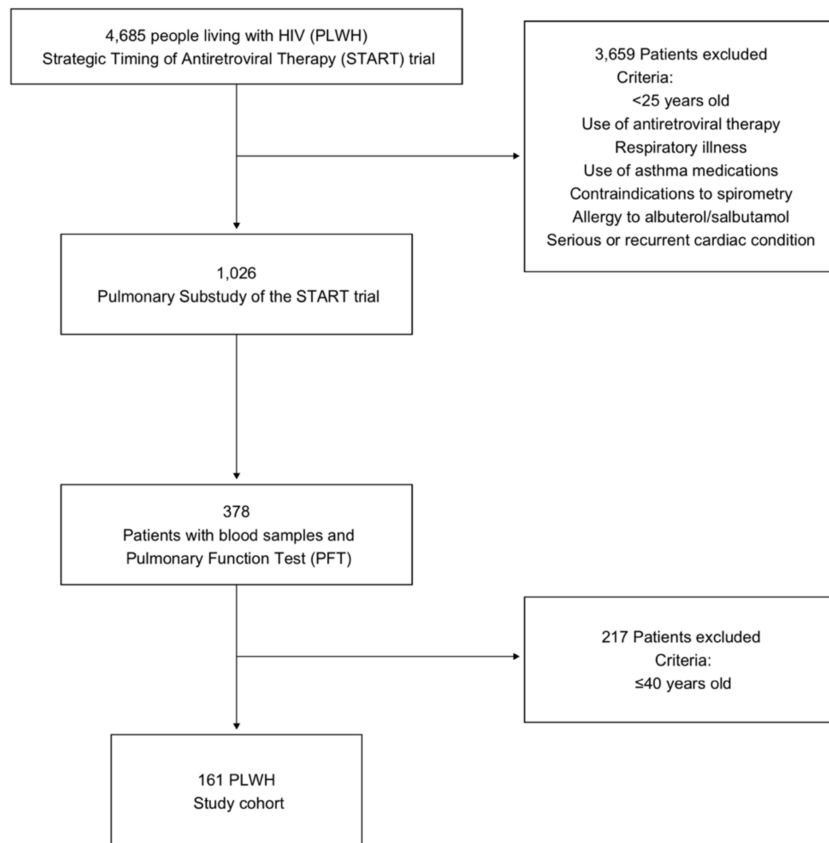 4,685 people living with HIV (PLWH)
Strategic Timing of Antiretroviral Therapy (START) trial
3,659 Patients excluded
Criteria:
<25 years old
Use of antiretroviral therapy
Respiratory illness
Use of asthma medications
Contraindications to spirometry
Allergy to albuterol/salbutamol
Serious or recurrent cardiac condition
1,026
Pulmonary Substudy of the START trial
378
Patients with blood samples and
Pulmonary Function Test (PFT)
217 Patients excluded
Criteria:
≤40 years old
161 PLWH
Study cohort